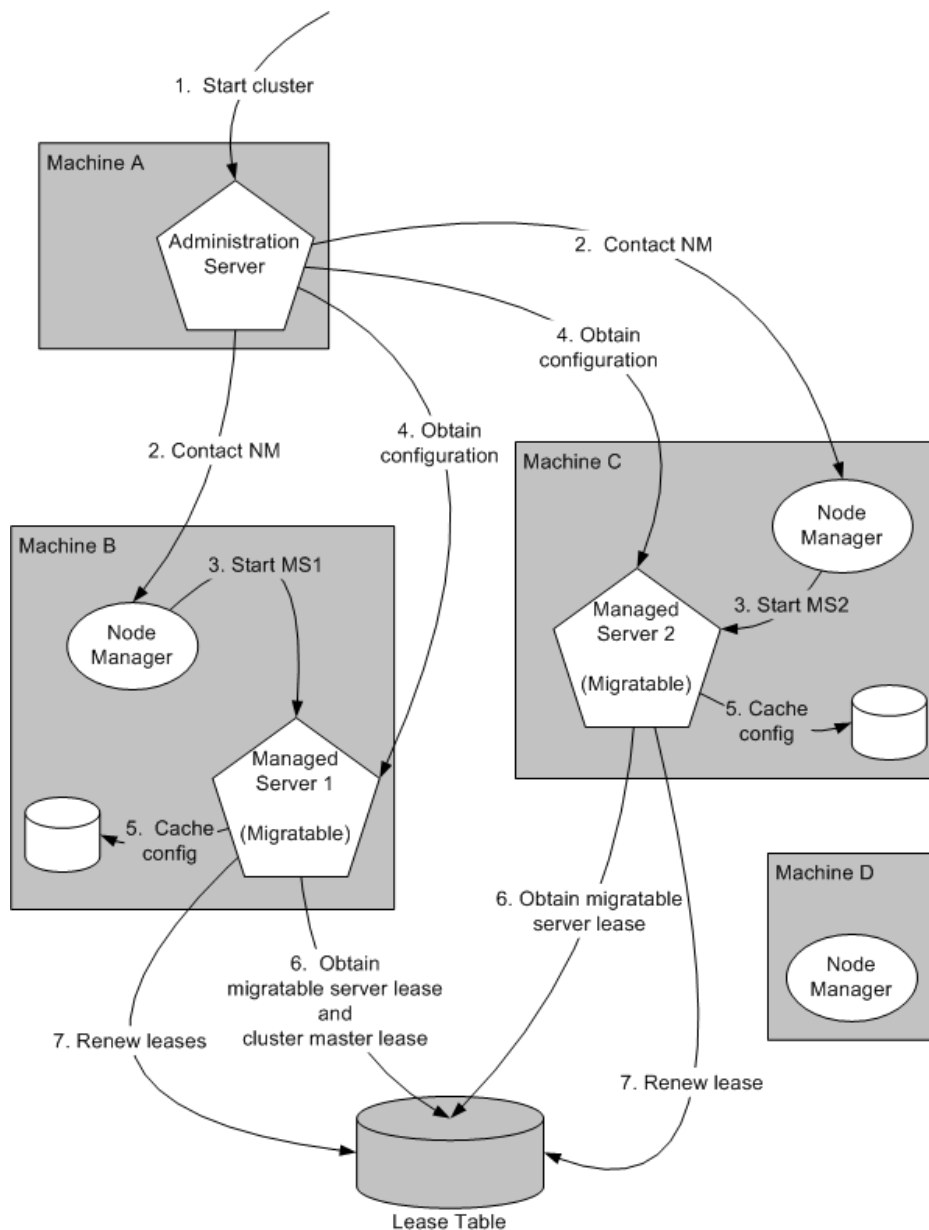 1. Start cluster
Machine A
Administration
Server
2. Contact NM
4. Obtain
configuration
4. Obtain
configuration
2. Contact NM
Machine C
Node
Manager
3. Start MS2
Managed
Server 2
(Migratable)
5. Cache
config
Machine B
3. Start MS1
Node
Manager
Managed
Server 1
(Migratable)
5. Cache
config
Machine D
Node
Manager
6. Obtain migratable
server lease
6. Obtain
migratable server lease
and
cluster master lease
7. Renew leases
7. Renew lease
Lease Table